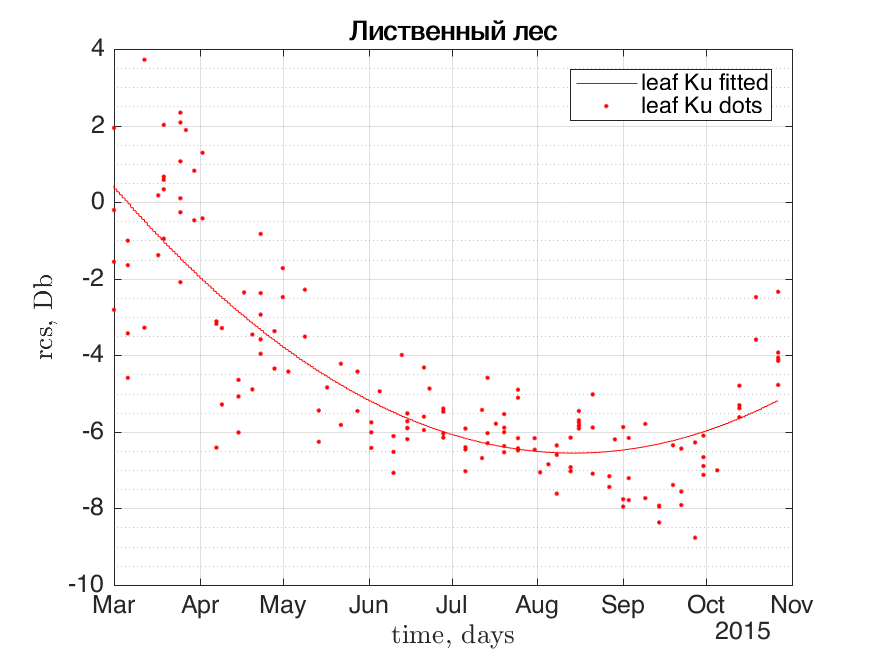 Лиственный лес
leaf Ku fitted
leaf Ku dots
4
2
0
-2
-4
-6
-8
-10
rcs, Db
Mar Apr May Jun Jul Aug Sep Oct Nov
2015
time, days